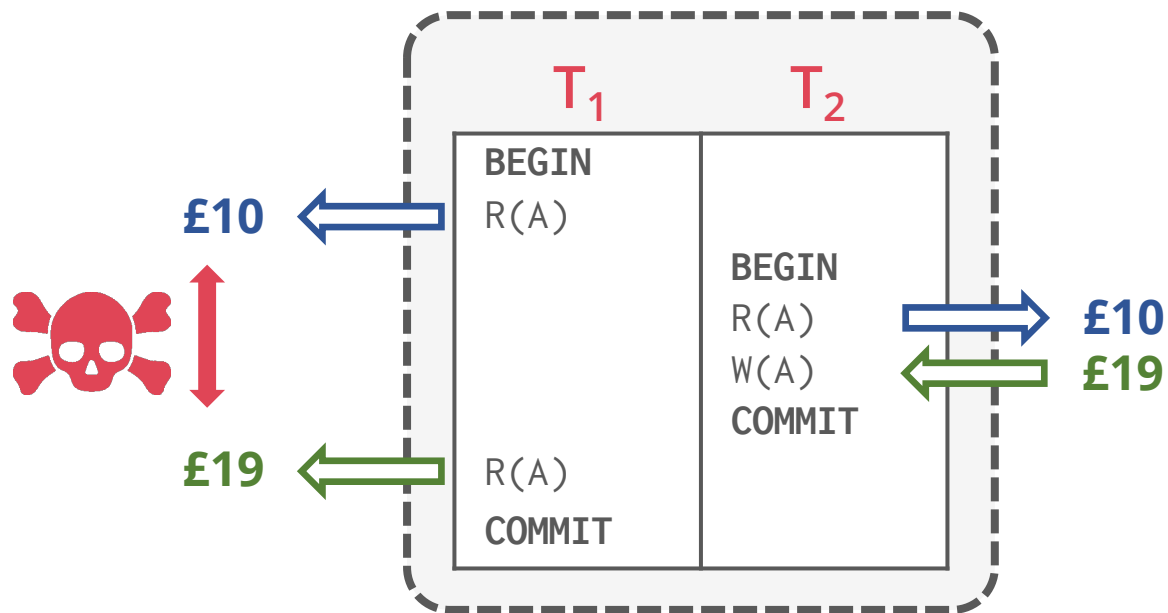 T₁ T₂
BEGIN
£10 R(A)
BEGIN
R(A) £10
W(A) £19
COMMIT
£19 R(A)
COMMIT